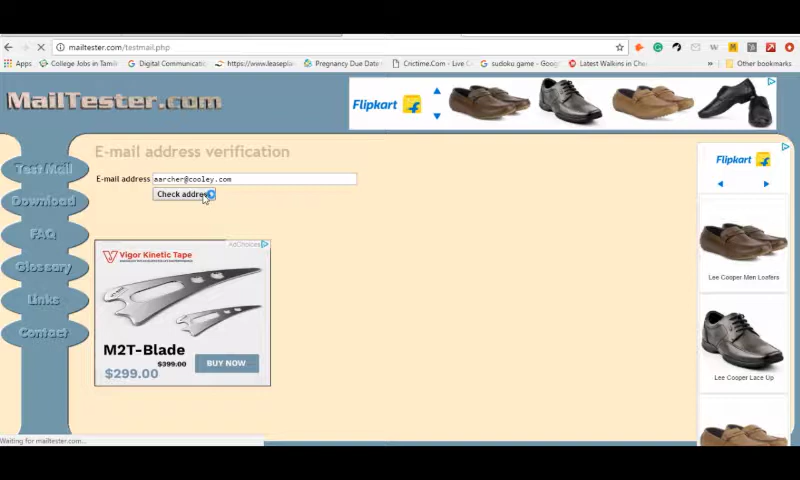 mailtester.com/testmail.php
Apps College Jobs in Tamil Digital Communicatio https://www.leasepla Pregnancy Due Date Crictime.Com - Live C sudoku game - Goog Latest Walkins in Che » Other bookmarks
MailTester.com
Flipkart
E-mail address verification
E-mail address aarcher@cooley.com
Check addres
Test Mail
Download
FAQ
Glossary
Links
Contact
AdChoices
Vigor Kinetic Tape
M2T-Blade
$399.00
$299.00
BUY NOW
Flipkart
Lee Cooper Men Loafers
Lee Cooper Lace Up
Waiting for mailtester.com...